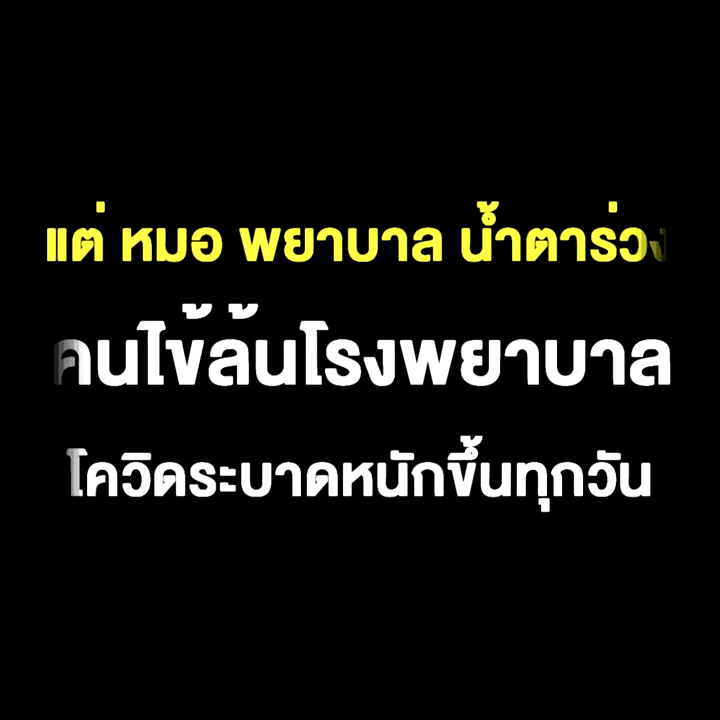 แต่ หมอ พยาบาล น้ำตาร่วง
คนไข้ล้นโรงพยาบาล
โควิดระบาดหนักขึ้นทุกวัน